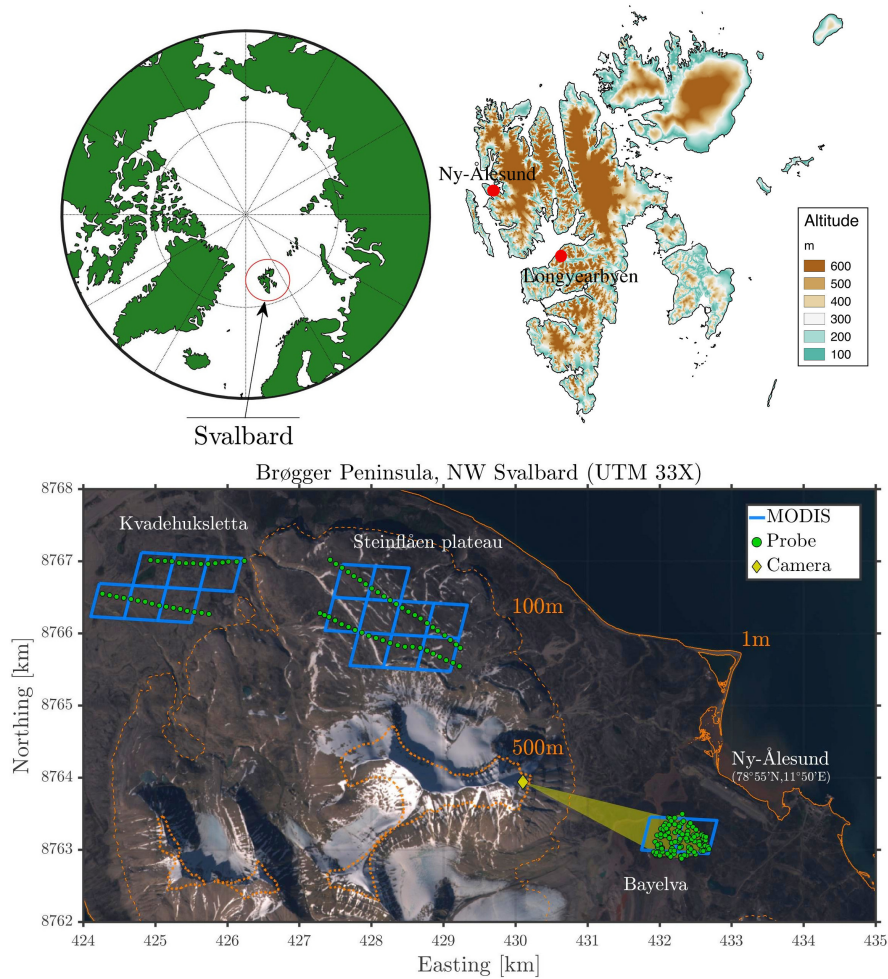 Svalbard
Ny-Ålesund
Longyearbyen
Altitude
m
600
500
400
300
200
100
Brøgger Peninsula, NW Svalbard (UTM 33X)
Northing [km]
8768
8767
8766
8765
8764
8763
8762
Kvadehuksletta
Steinflåen plateau
MODIS
Probe
Camera
100m
1m
500m
Ny-Ålesund
(78°55'N,11°50'E)
Bayelva
424 425 426 427 428 429 430 431 432 433 434 435
Easting [km]